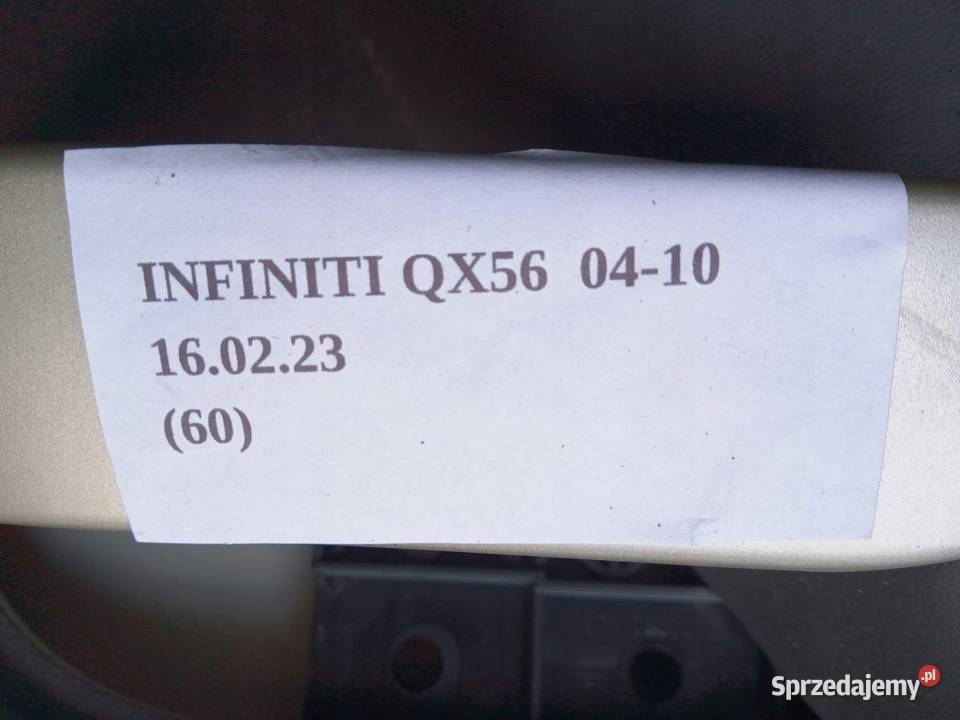 INFINITI QX56 04-10
16.02.23
(60)
Sprzedajemy.pl